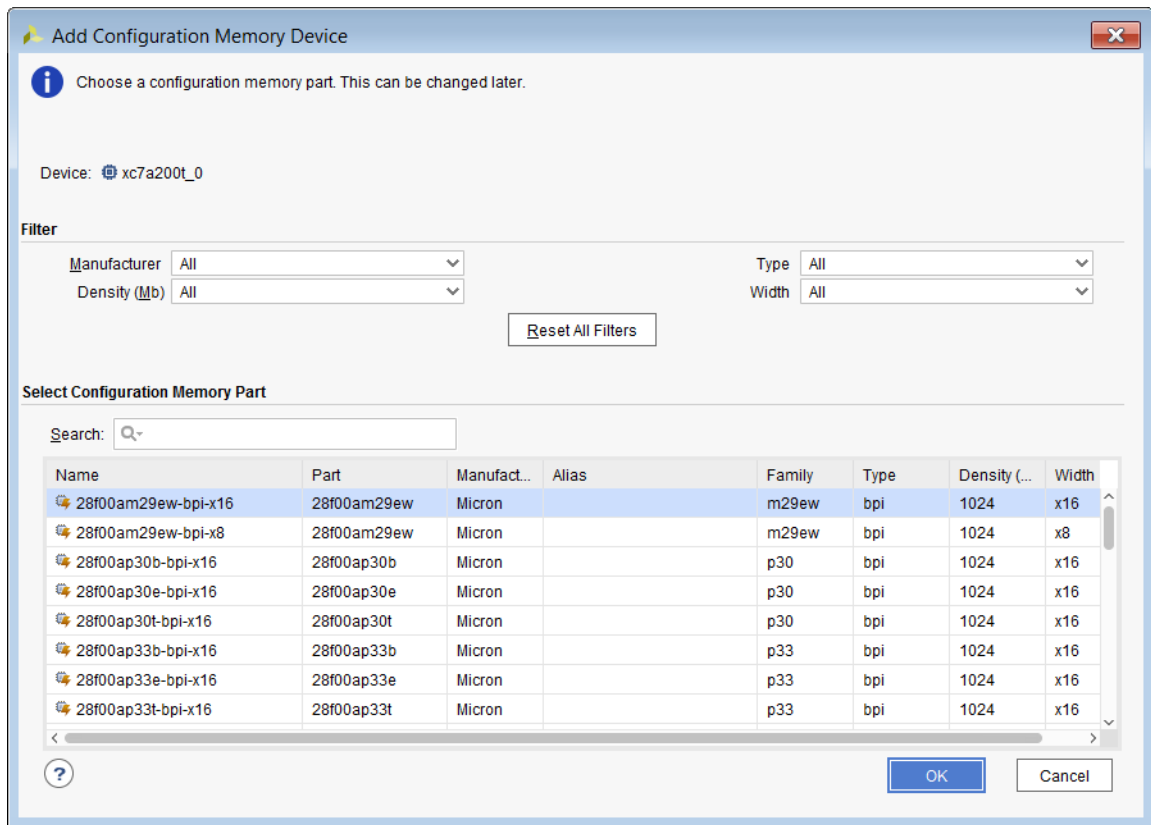 Add Configuration Memory Device
Choose a configuration memory part. This can be changed later.
Device: xc7a200t_0
Filter
Manufacturer All Type All
Density (Mb) All Width All
Reset All Filters
Select Configuration Memory Part
Search:
Name Part Manufact... Alias Family Type Density (... Width
28f00am29ew-bpi-x16 28f00am29ew Micron m29ew bpi 1024 x16
28f00am29ew-bpi-x8 28f00am29ew Micron m29ew bpi 1024 x8
28f00ap30b-bpi-x16 28f00ap30b Micron p30 bpi 1024 x16
28f00ap30e-bpi-x16 28f00ap30e Micron p30 bpi 1024 x16
28f00ap30t-bpi-x16 28f00ap30t Micron p30 bpi 1024 x16
28f00ap33b-bpi-x16 28f00ap33b Micron p33 bpi 1024 x16
28f00ap33e-bpi-x16 28f00ap33e Micron p33 bpi 1024 x16
28f00ap33t-bpi-x16 28f00ap33t Micron p33 bpi 1024 x16
? OK Cancel